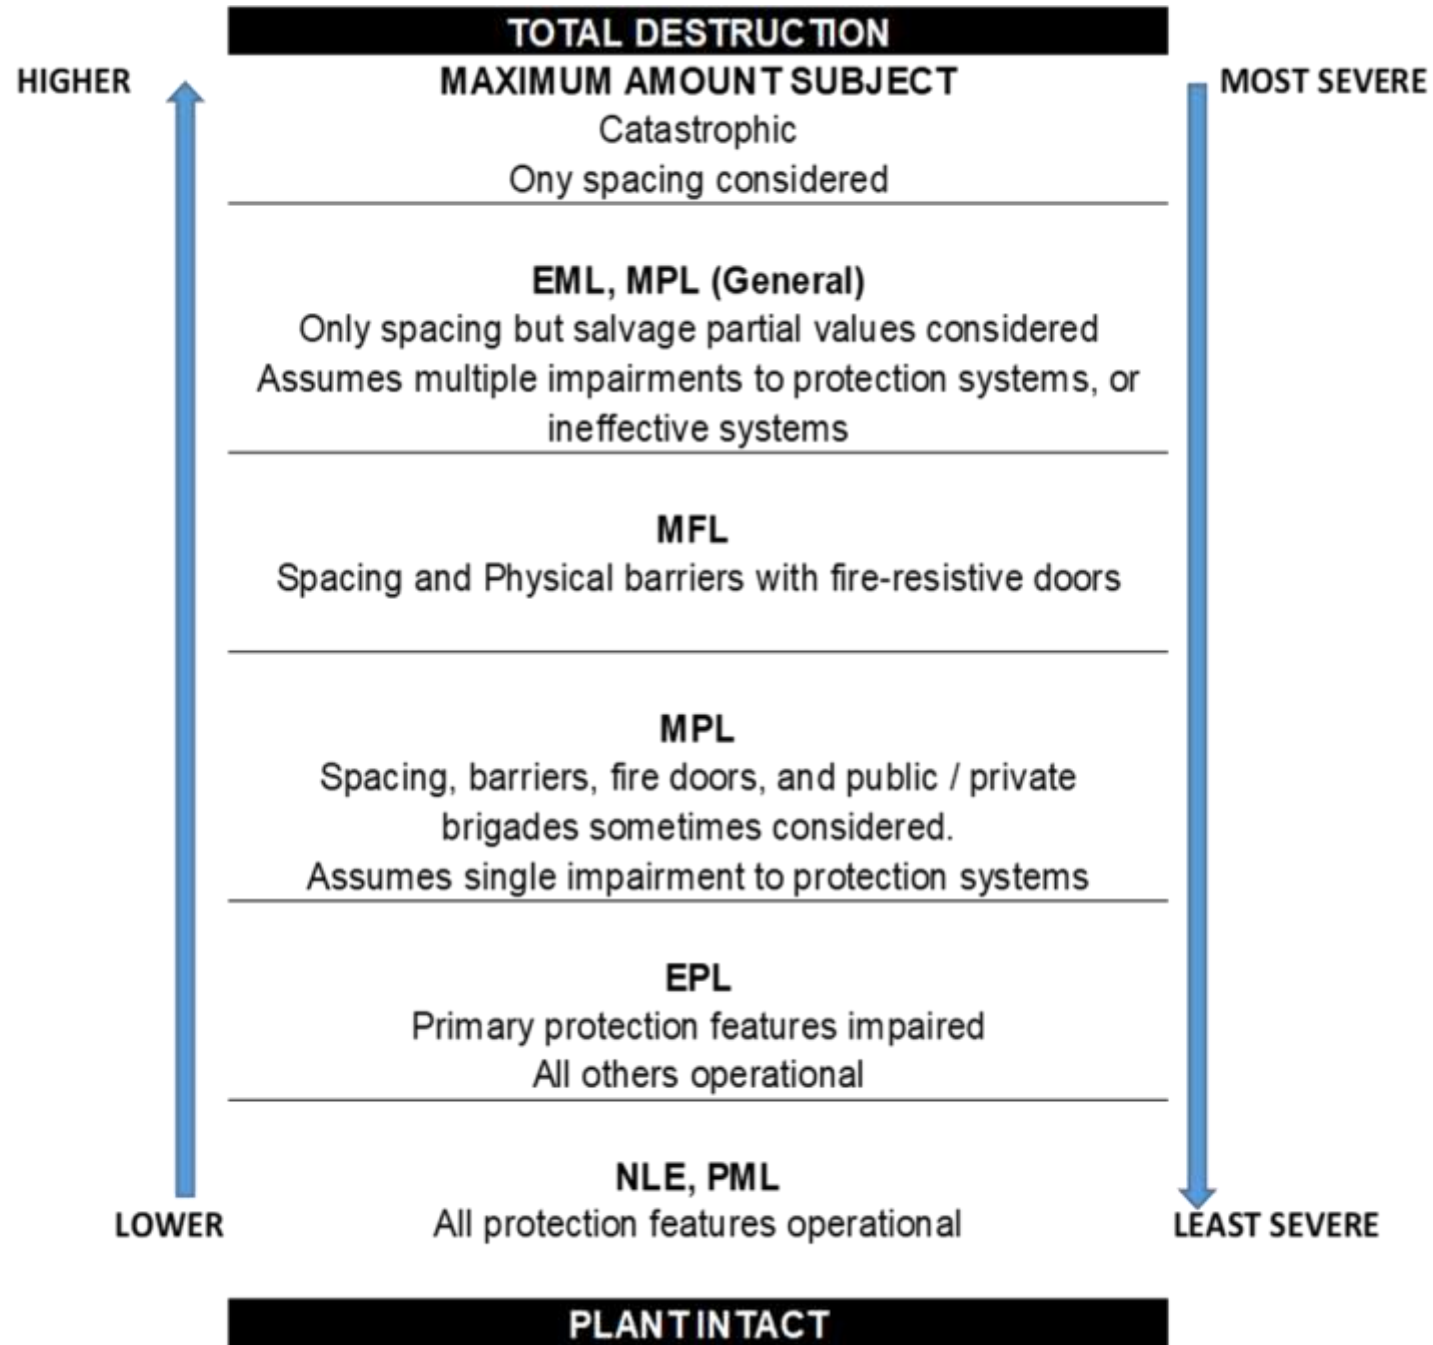 TOTAL DESTRUCTION
HIGHER
MAXIMUM AMOUNT SUBJECT
MOST SEVERE
Catastrophic
Ony spacing considered
EML, MPL (General)
Only spacing but salvage partial values considered
Assumes multiple impairments to protection systems, or
ineffective systems
MFL
Spacing and Physical barriers with fire-resistive doors
MPL
Spacing, barriers, fire doors, and public / private
brigades sometimes considered.
Assumes single impairment to protection systems
EPL
Primary protection features impaired
All others operational
NLE, PML
LOWER
All protection features operational
LEAST SEVERE
PLANT INTACT